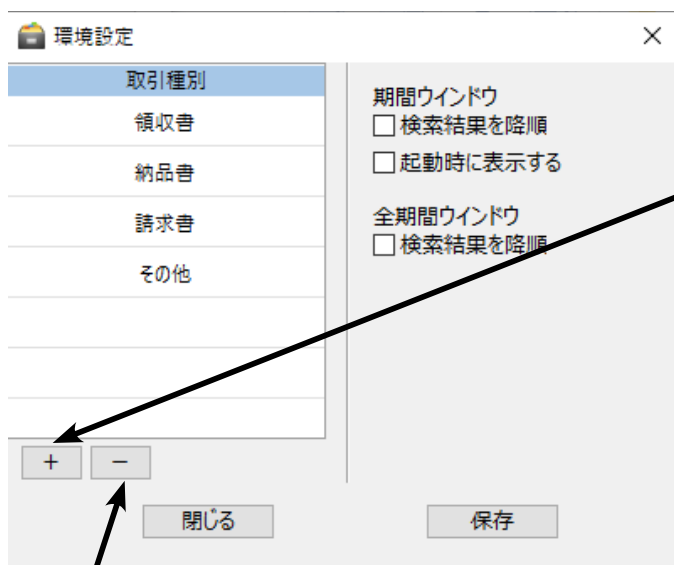 環境設定
取引種別
領収書
納品書
請求書
その他
+ −
期間ウインドウ
検索結果を降順
起動時に表示する
全期間ウインドウ
検索結果を降順
閉じる
保存